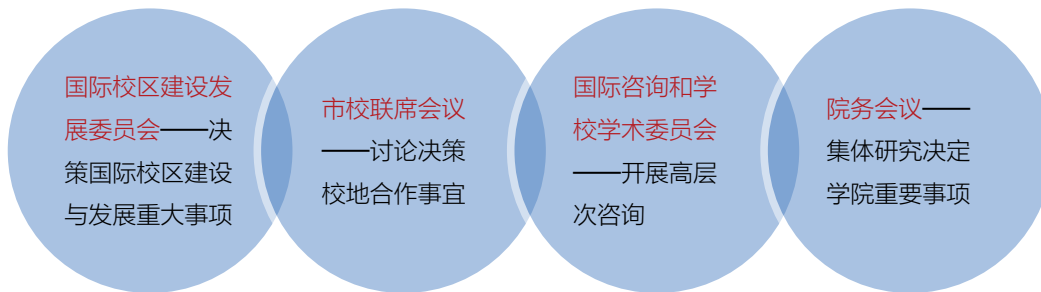 国际校区建设发
展委员会——决
策国际校区建设
与发展重大事项
市校联席会议
——讨论决策
校地合作事宜
国际咨询和学
校学术委员会
——开展高层
次咨询
院务会议——
集体研究决定
学院重要事项